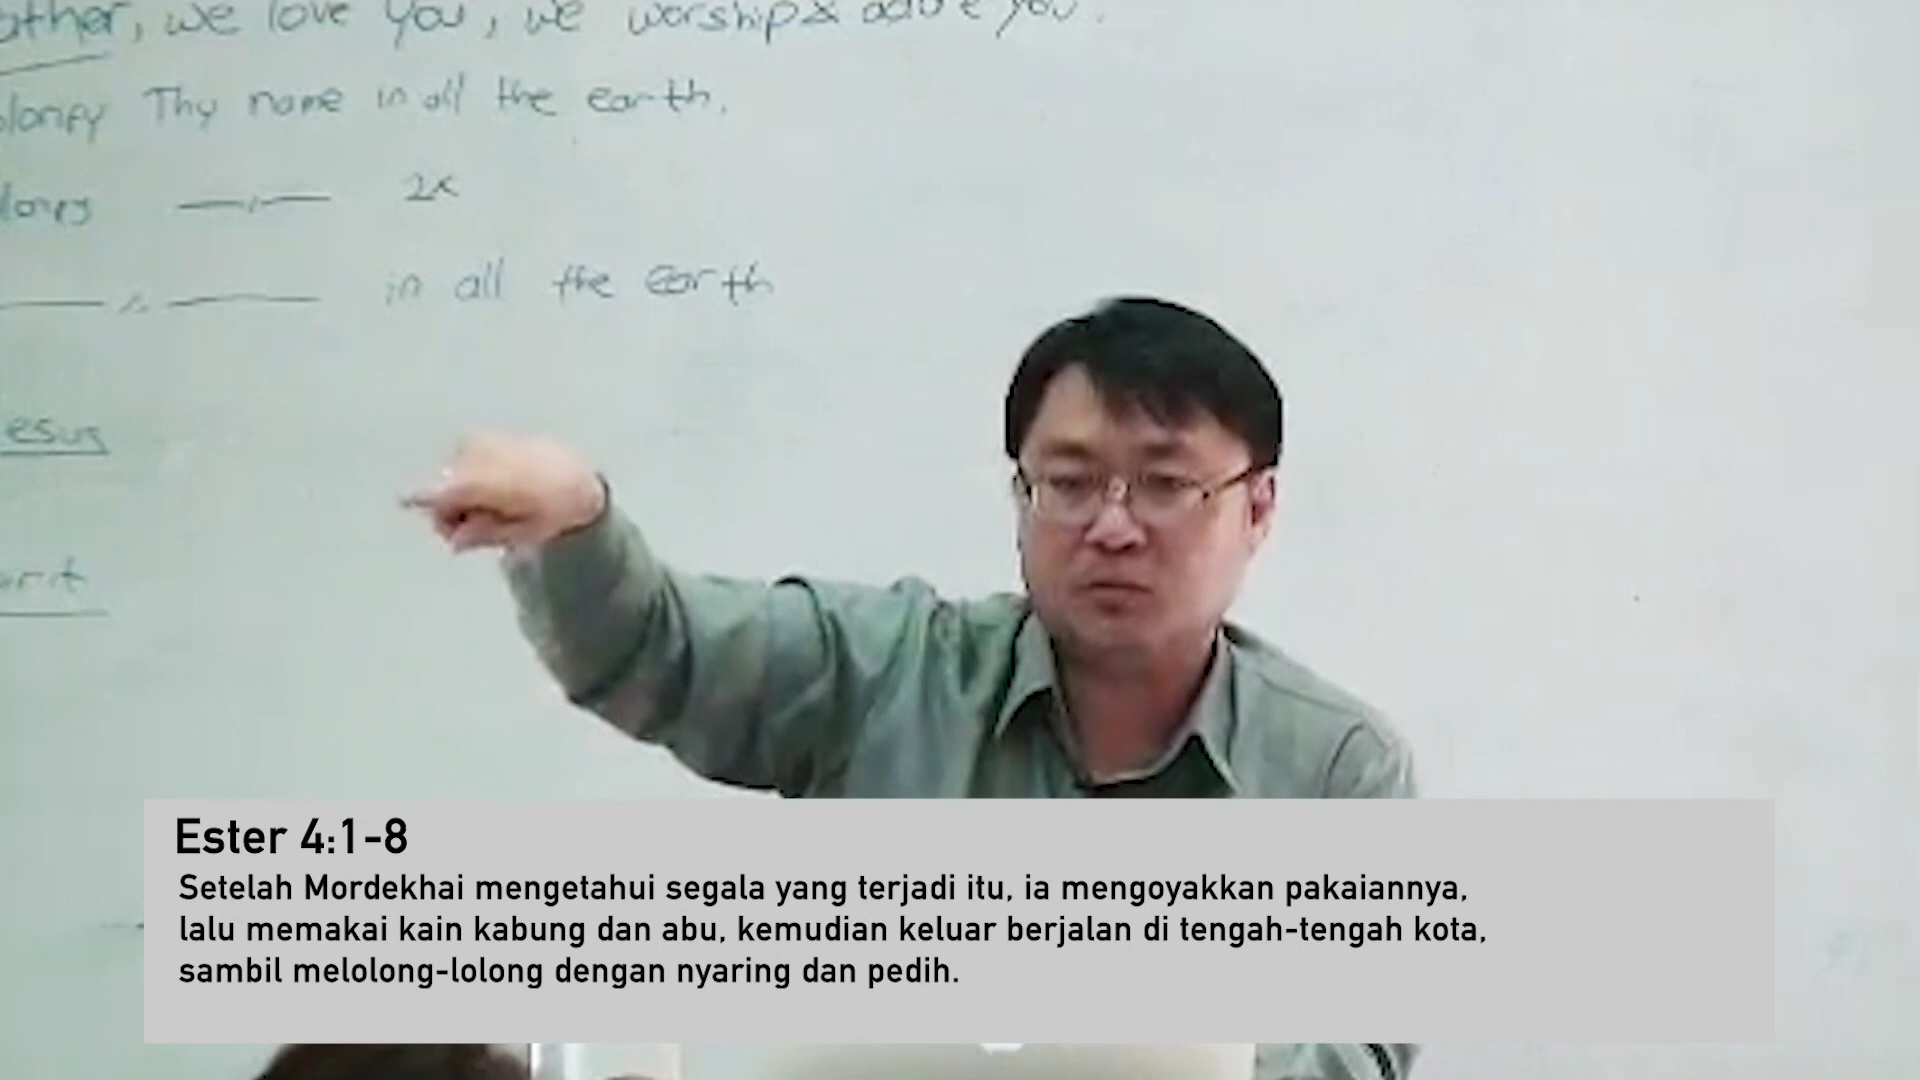 ather, we love You, we worship & adore you.
lorify Thy name in all the earth.
lorify 2x
in all the earth
esus
irit
Ester 4:1-8
Setelah Mordekhai mengetahui segala yang terjadi itu, ia mengoyakkan pakaiannya,
lalu memakai kain kabung dan abu, kemudian keluar berjalan di tengah-tengah kota,
sambil melolong-lolong dengan nyaring dan pedih.